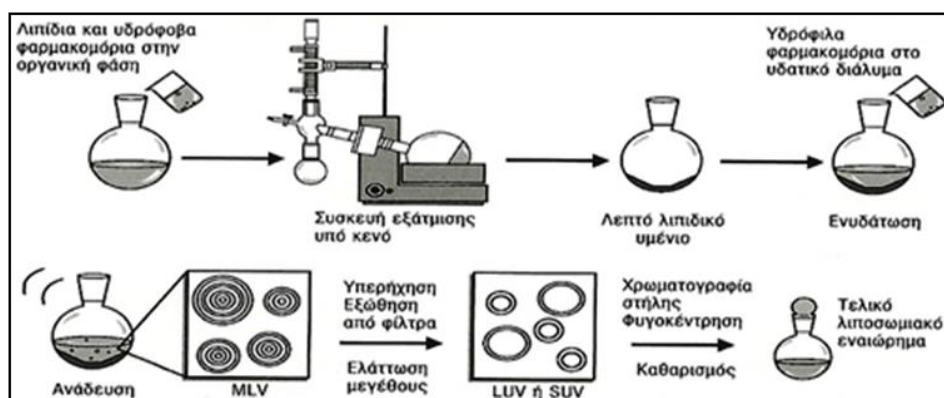 Λιπίδια και υδρόφοβα
φαρμακομόρια στην
οργανική φάση
Υδρόφιλα
φαρμακομόρια στο
υδατικό διάλυμα
Συσκευή εξάτμισης
υπό κενό
Λεπτό λιπιδικό
υμένιο
Ενυδάτωση
Ανάδευση
MLV
Υπερήχηση
Εξώθηση
από φίλτρα
Ελάττωση
μεγέθους
LUV ή SUV
Χρωματογραφία
στήλης
Φυγοκέντρηση
Καθαρισμός
Τελικό
λιποσωμιακό
εναιώρημα